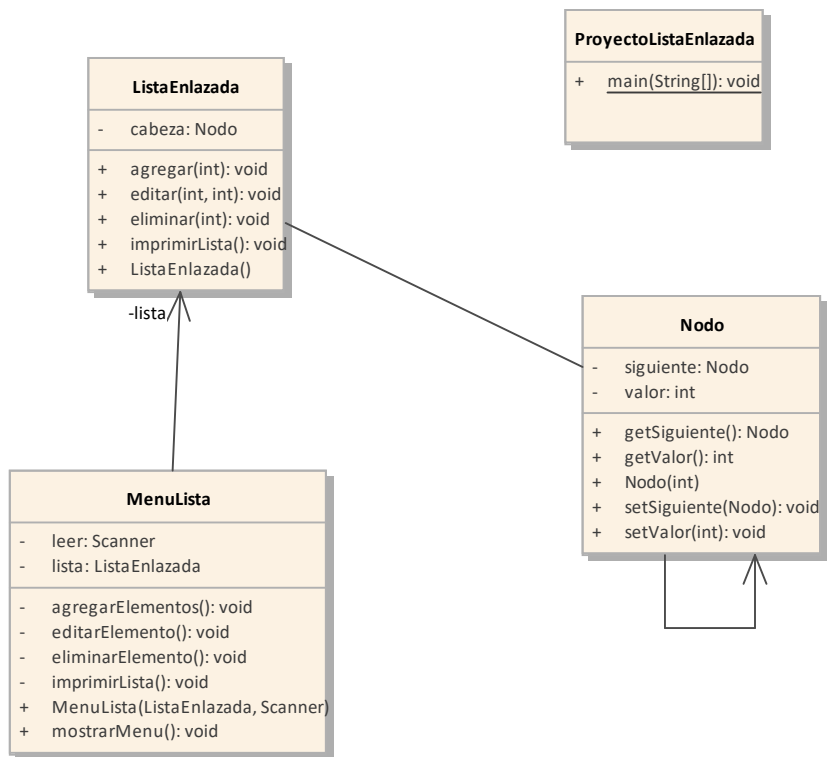 ProyectoListaEnlazada
+ main(String[]): void
ListaEnlazada
- cabeza: Nodo
+ agregar(int): void
+ editar(int, int): void
+ eliminar(int): void
+ imprimirLista(): void
+ ListaEnlazada()
-lista
Nodo
- siguiente: Nodo
- valor: int
+ getSiguiente(): Nodo
+ getValor(): int
+ Nodo(int)
+ setSiguiente(Nodo): void
+ setValor(int): void
MenuLista
- leer: Scanner
- lista: ListaEnlazada
- agregarElementos(): void
- editarElemento(): void
- eliminarElemento(): void
- imprimirLista(): void
+ MenuLista(ListaEnlazada, Scanner)
+ mostrarMenu(): void